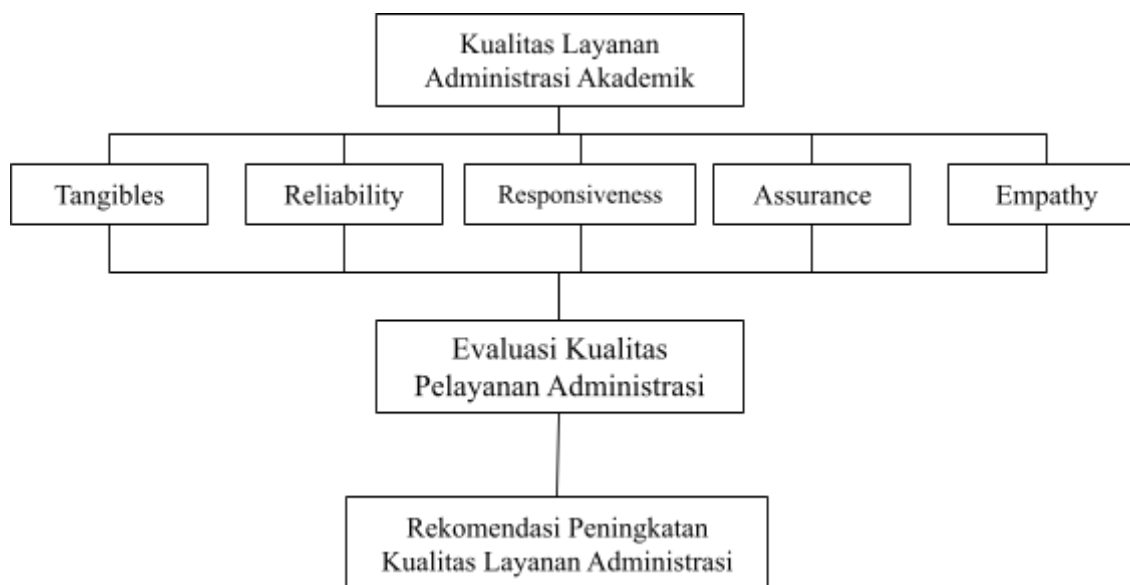 Kualitas Layanan
Administrasi Akademik
Tangibles
Reliability
Responsiveness
Assurance
Empathy
Evaluasi Kualitas
Pelayanan Administrasi
Rekomendasi Peningkatan
Kualitas Layanan Administrasi